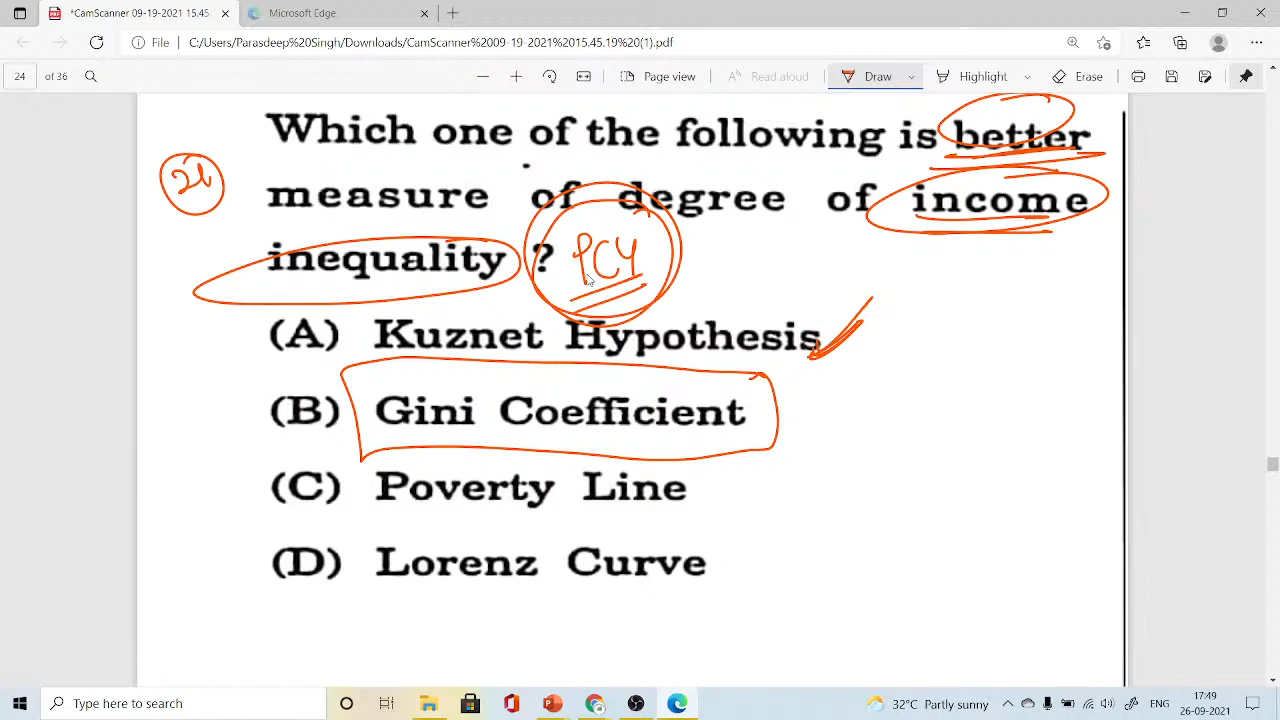 *CamScanner 09-19-2021 15.45.1
Microsoft Edge
File
C:/Users/Parasdeep%20Singh/Downloads/CamScanner%2009-19-2021%2015.45.19%20(1).pdf
24 of 36
Page view
Read aloud
Draw
Highlight
Erase
Which one of the following is better
measure of degree of income
inequality ?
PCY
(A) Kuznet Hypothesis
(B) Gini Coefficient
(C) Poverty Line
(D) Lorenz Curve
Type here to search
32°C Partly sunny
ENG
17:49
26-09-2021